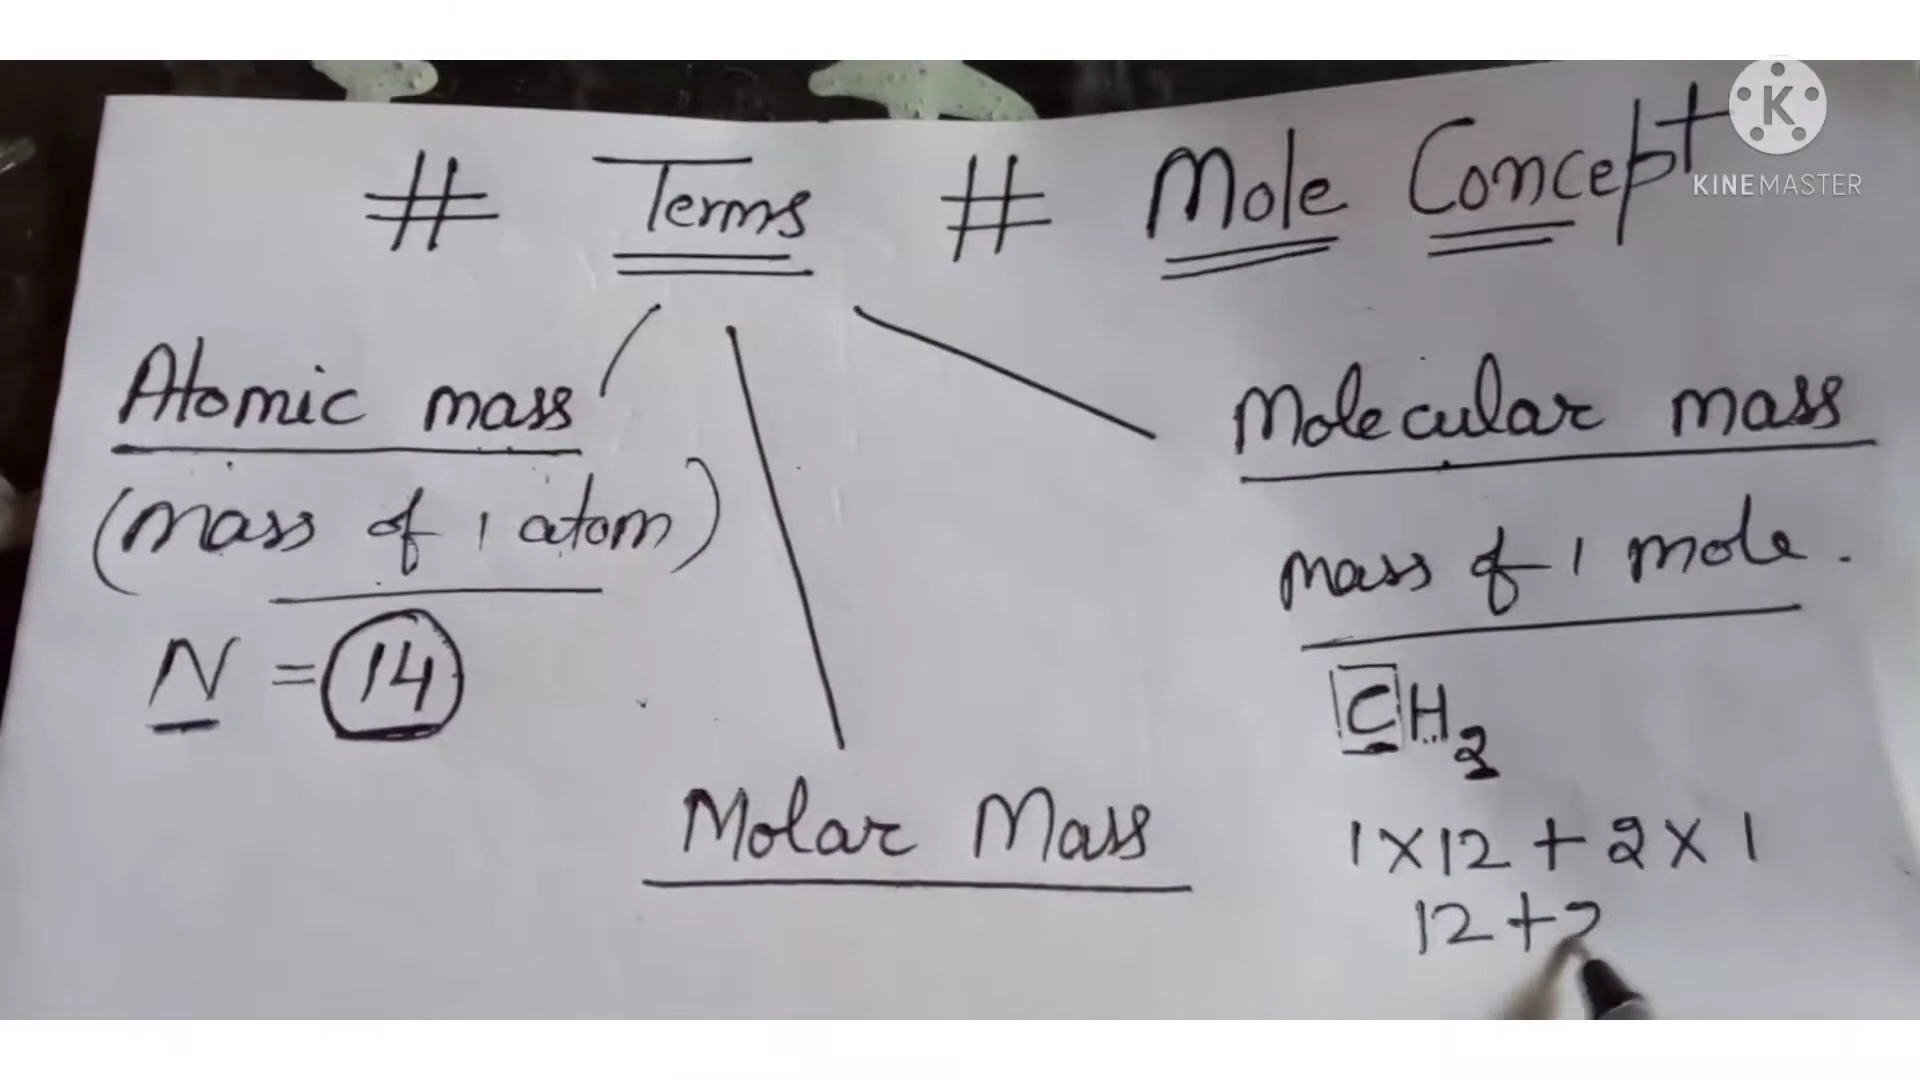 # Terms # Mole Concept
KINEMASTER
Atomic mass
(mass of 1 atom)
N = 14
Molar Mass
Molecular mass
mass of 1 mole.
CH2
1 x 12 + 2 x 1
12 + 2